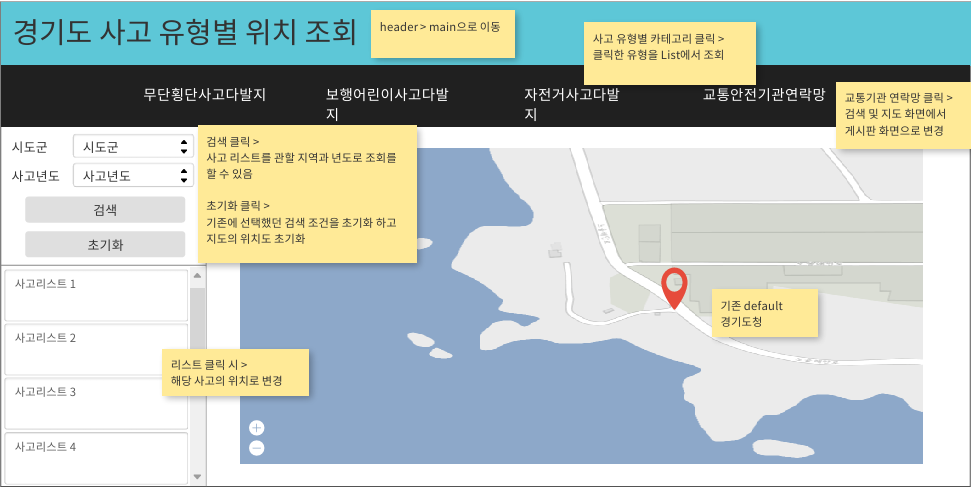 경기도 사고 유형별 위치 조회
header > main으로 이동
사고 유형별 카테고리 클릭 >
클릭한 유형을 List에서 조회
무단횡단사고다발지
보행어린이사고다발
지
자전거사고다발
지
교통안전기관연락망
교통기관 연락망 클릭 >
검색 및 지도 화면에서
게시판 화면으로 변경
시도군
시도군
사고년도
사고년도
검색
초기화
검색 클릭 >
사고 리스트를 관할 지역과 년도로 조회를
할 수 있음
초기화 클릭 >
기존에 선택했던 검색 조건을 초기화 하고
지도의 위치도 초기화
사고리스트 1
사고리스트 2
사고리스트 3
사고리스트 4
리스트 클릭 시 >
해당 사고의 위치로 변경
기존 default
경기도청